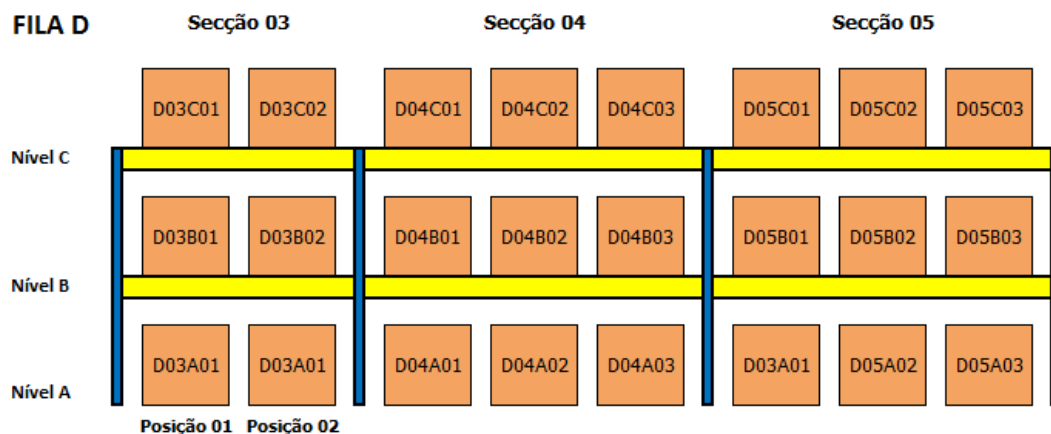 FILA D Secção 03 Secção 04 Secção 05
D03C01 D03C02 D04C01 D04C02 D04C03 D05C01 D05C02 D05C03
Nível C
D03B01 D03B02 D04B01 D04B02 D04B03 D05B01 D05B02 D05B03
Nível B
D03A01 D03A01 D04A01 D04A02 D04A03 D03A01 D05A02 D05A03
Nível A
Posição 01 Posição 02